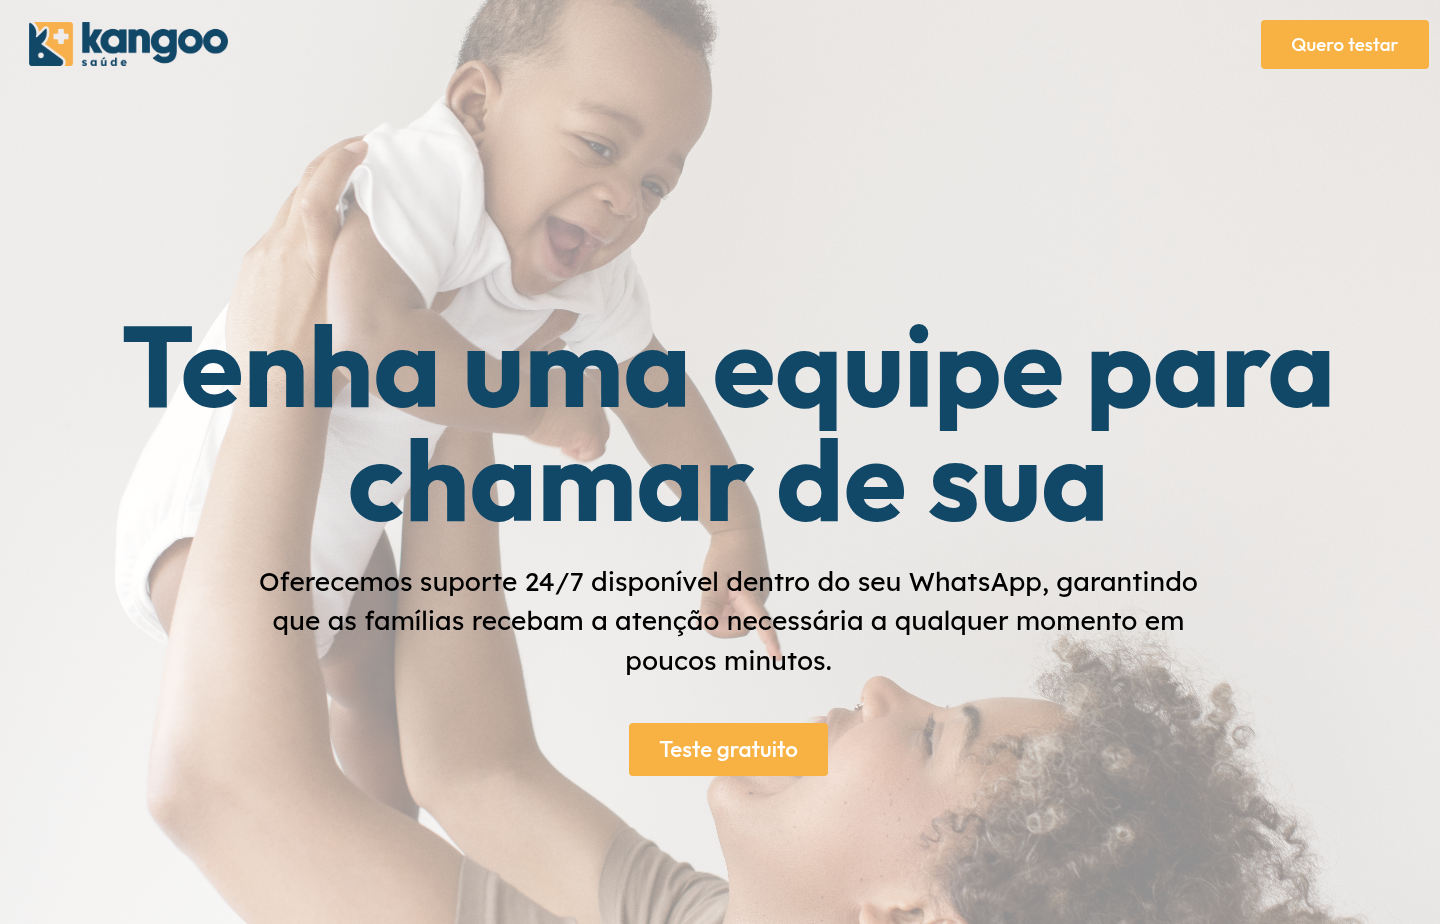 kangoo
saúde
Quero testar
Tenha uma equipe para
chamar de sua
Oferecemos suporte 24/7 disponível dentro do seu WhatsApp, garantindo
que as famílias recebam a atenção necessária a qualquer momento em
poucos minutos.
Teste gratuito